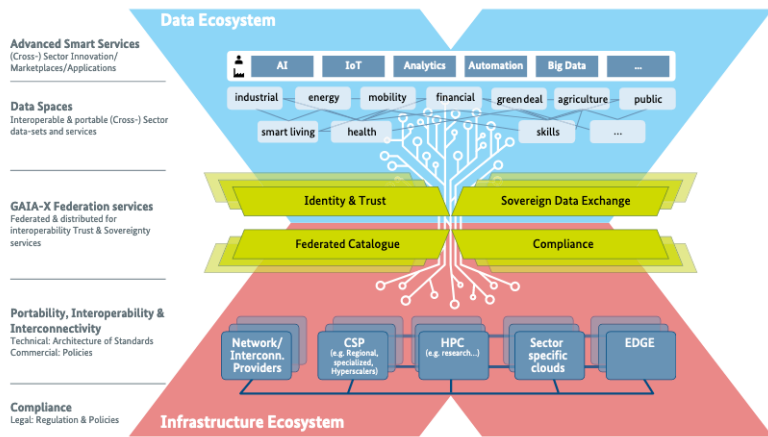 Data Ecosystem
Advanced Smart Services
(Cross-) Sector Innovation/
Marketplaces/Applications
AI
IoT
Analytics
Automation
Big Data
...
Data Spaces
Interoperable & portable (Cross-) Sector
data-sets and services
industrial
energy
mobility
financial
green deal
agriculture
public
smart living
health
skills
...
GAIA-X Federation services
Federated & distributed for
interoperability Trust & Sovereignty
services
Identity & Trust
Sovereign Data Exchange
Federated Catalogue
Compliance
Portability, Interoperability &
Interconnectivity
Technical: Architecture of Standards
Commercial: Policies
Network/
Interconn.
Providers
CSP
(e.g. Regional,
specialized,
Hyperscalers)
HPC
(e.g. research...)
Sector
specific
clouds
EDGE
Compliance
Legal: Regulation & Policies
Infrastructure Ecosystem